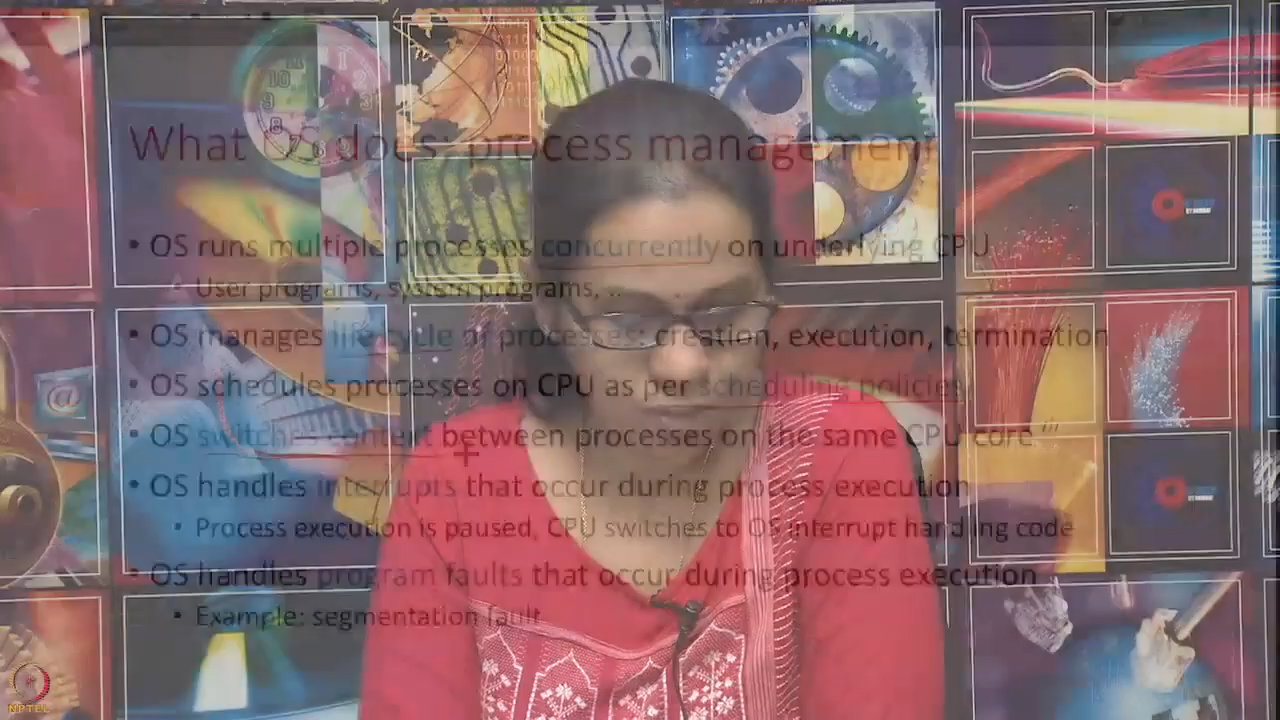 What OS does: process management
• OS runs multiple processes concurrently on underlying CPU
• User programs, system programs, ..
• OS manages lifecycle of processes: creation, execution, termination
• OS schedules processes on CPU as per scheduling policies
• OS switches context between processes on the same CPU core
• OS handles interrupts that occur during process execution
• Process execution is paused, CPU switches to OS interrupt handling code
• OS handles program faults that occur during process execution
• Example: segmentation fault
NPTEL